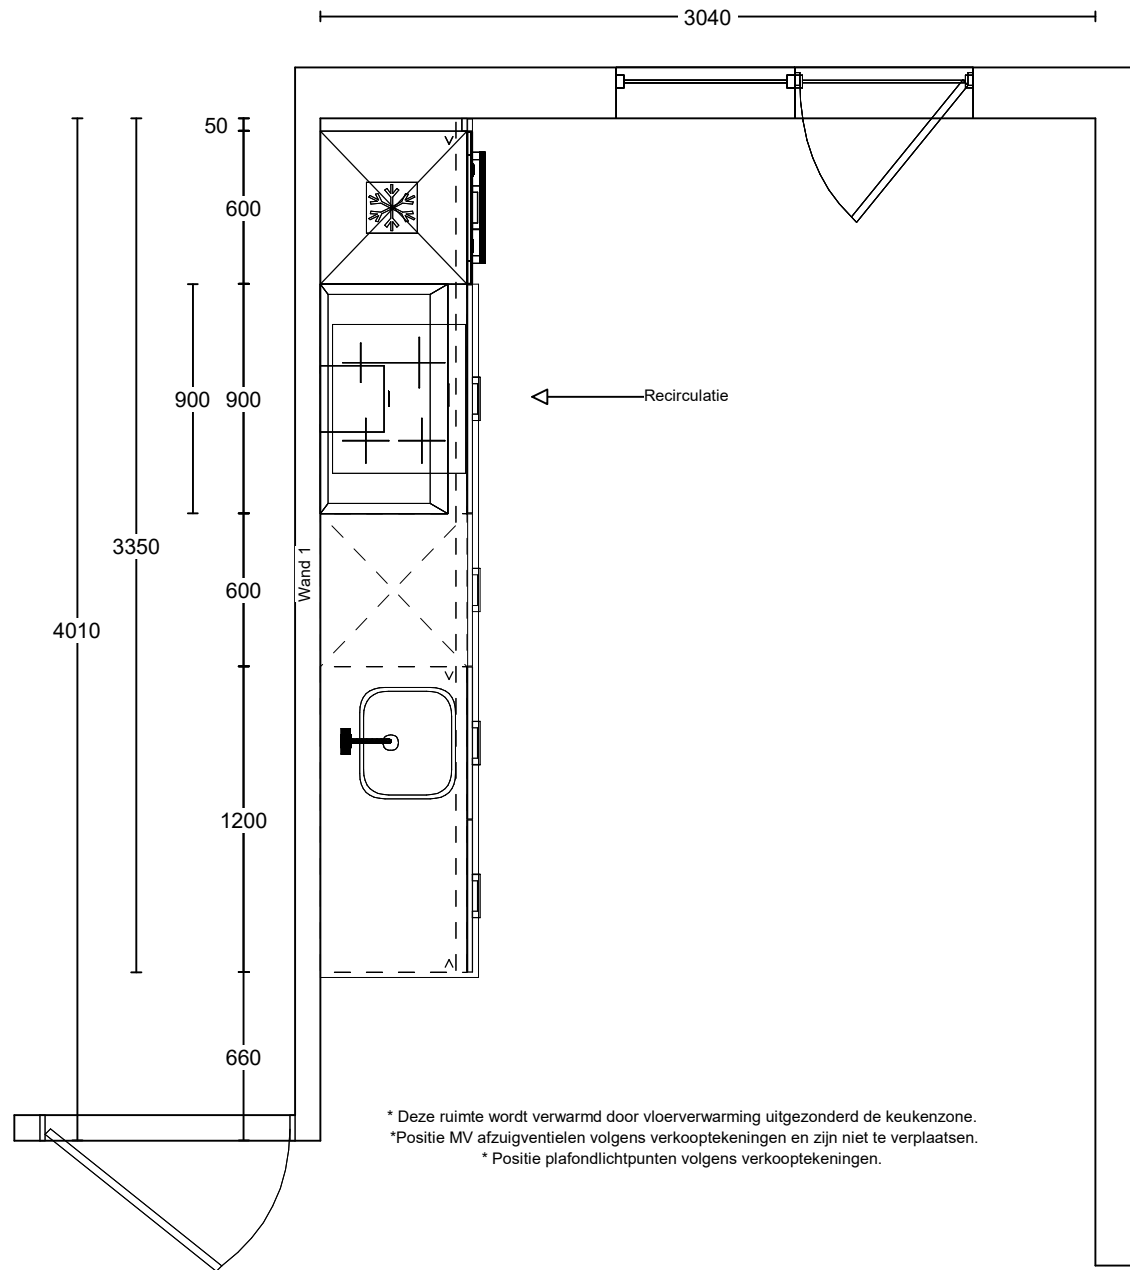 3040
50
600
900
900
Recirculatie
3350
Wand 1
600
4010
1200
660
* Deze ruimte wordt verwarmd door vloerverwarming uitgezonderd de keukenzone.
*Positie MV afzuigventielen volgens verkooptekeningen en zijn niet te verplaatsen.
* Positie plafondlichtpunten volgens verkooptekeningen.